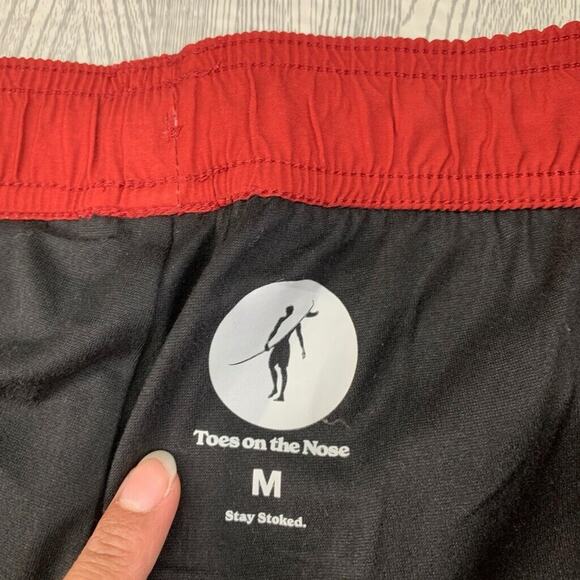 Toes on the Nose
M
Stay Stoked.